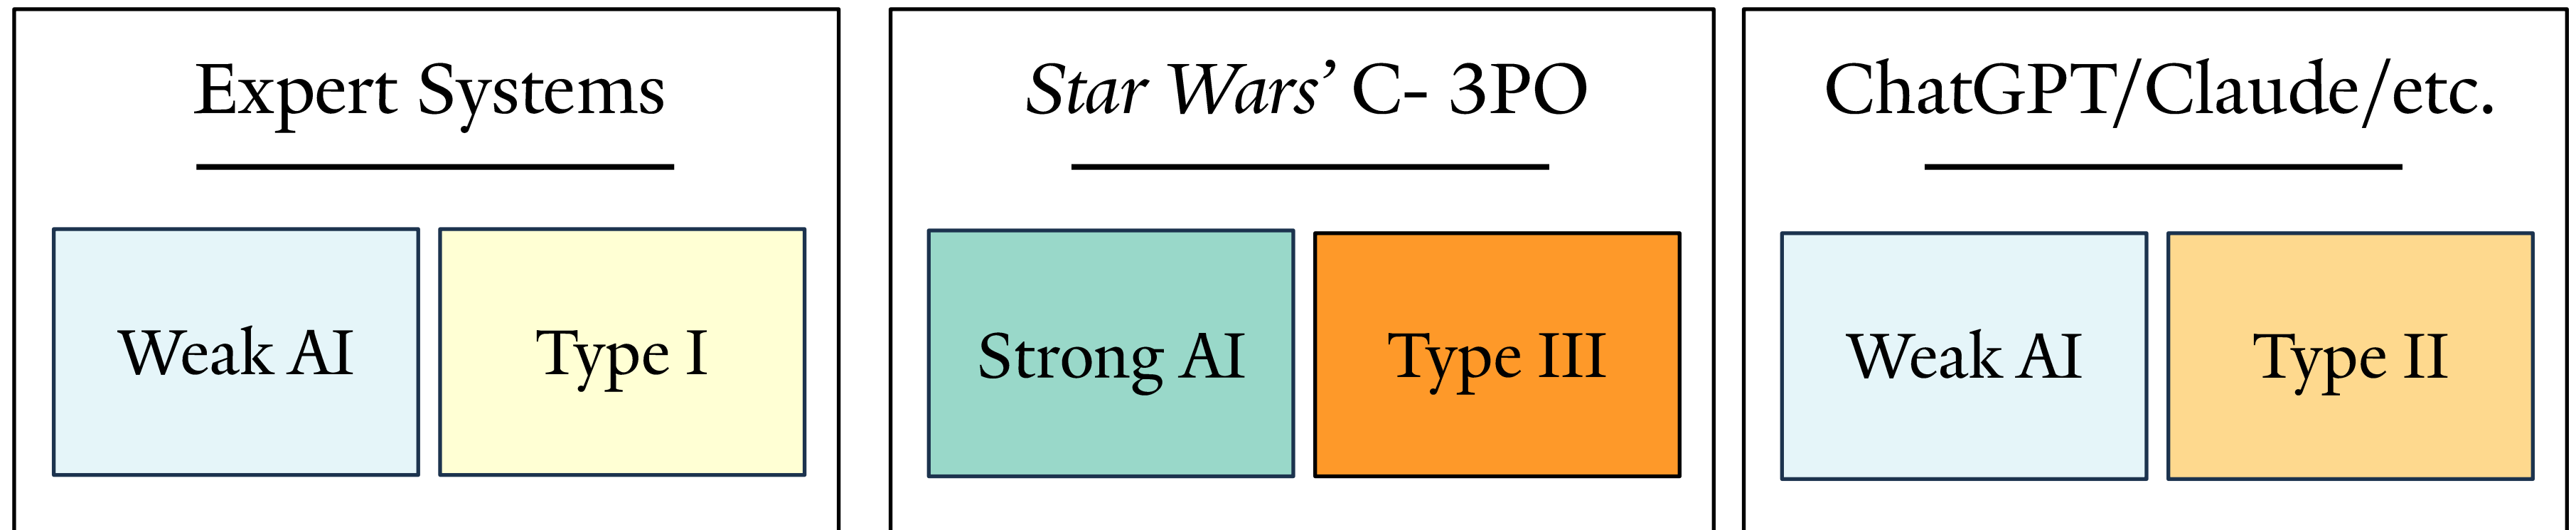 Expert Systems
Weak AI
Type I
Star Wars’ C- 3PO
Strong AI
Type III
ChatGPT/Claude/etc.
Weak AI
Type II